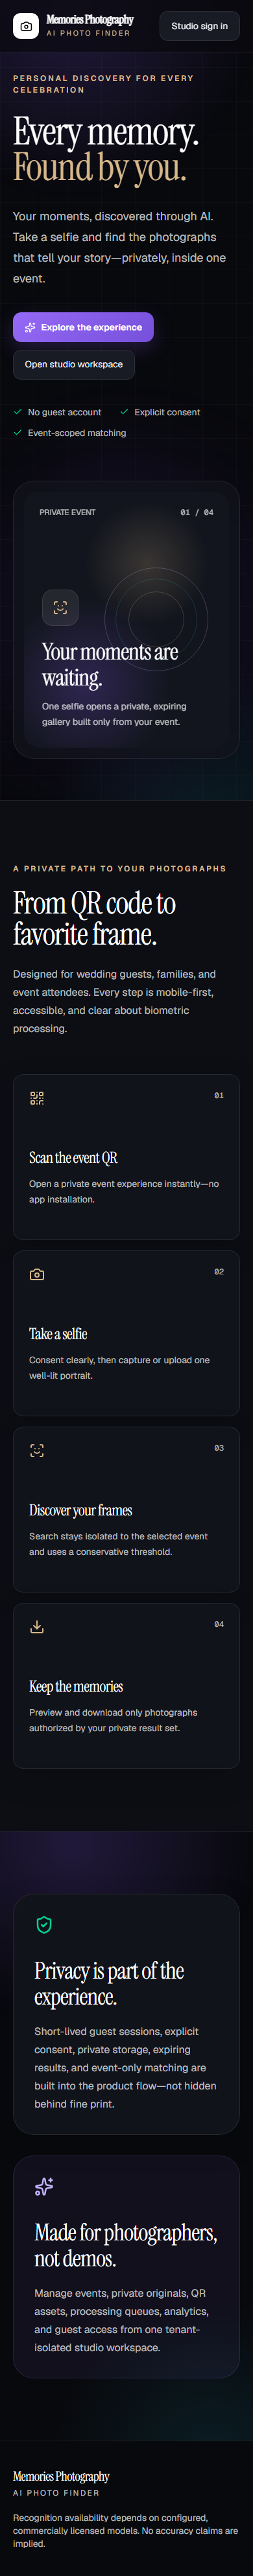 Memories Photography
AI PHOTO FINDER
Studio sign in
PERSONAL DISCOVERY FOR EVERY
CELEBRATION
Every memory.
Found by you.
Your moments, discovered through AI.
Take a selfie and find the photographs
that tell your story—privately, inside one
event.
Explore the experience
Open studio workspace
No guest account
Explicit consent
Event-scoped matching
PRIVATE EVENT
01 / 04
Your moments are
waiting.
One selfie opens a private, expiring
gallery built only from your event.
A PRIVATE PATH TO YOUR PHOTOGRAPHS
From QR code to
favorite frame.
Designed for wedding guests, families, and
event attendees. Every step is mobile-first,
accessible, and clear about biometric
processing.
01
Scan the event QR
Open a private event experience instantly—no
app installation.
02
Take a selfie
Consent clearly, then capture or upload one
well-lit portrait.
03
Discover your frames
Search stays isolated to the selected event
and uses a conservative threshold.
04
Keep the memories
Preview and download only photographs
authorized by your private result set.
Privacy is part of the
experience.
Short-lived guest sessions, explicit
consent, private storage, expiring
results, and event-only matching are
built into the product flow—not hidden
behind fine print.
Made for photographers,
not demos.
Manage events, private originals, QR
assets, processing queues, analytics,
and guest access from one tenant-
isolated studio workspace.
Memories Photography
AI PHOTO FINDER
Recognition availability depends on configured,
commercially licensed models. No accuracy claims are
implied.